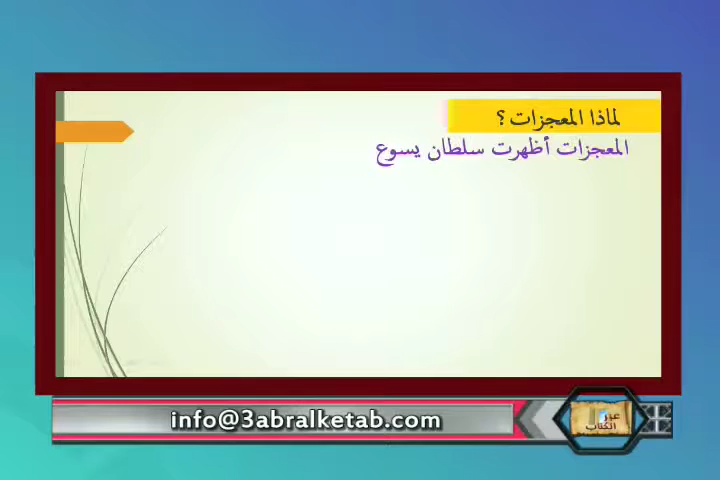 لماذا المعجزات ؟
المعجزات أظهرت سلطان يسوع
info@3abralketab.com
عبر
الكتاب